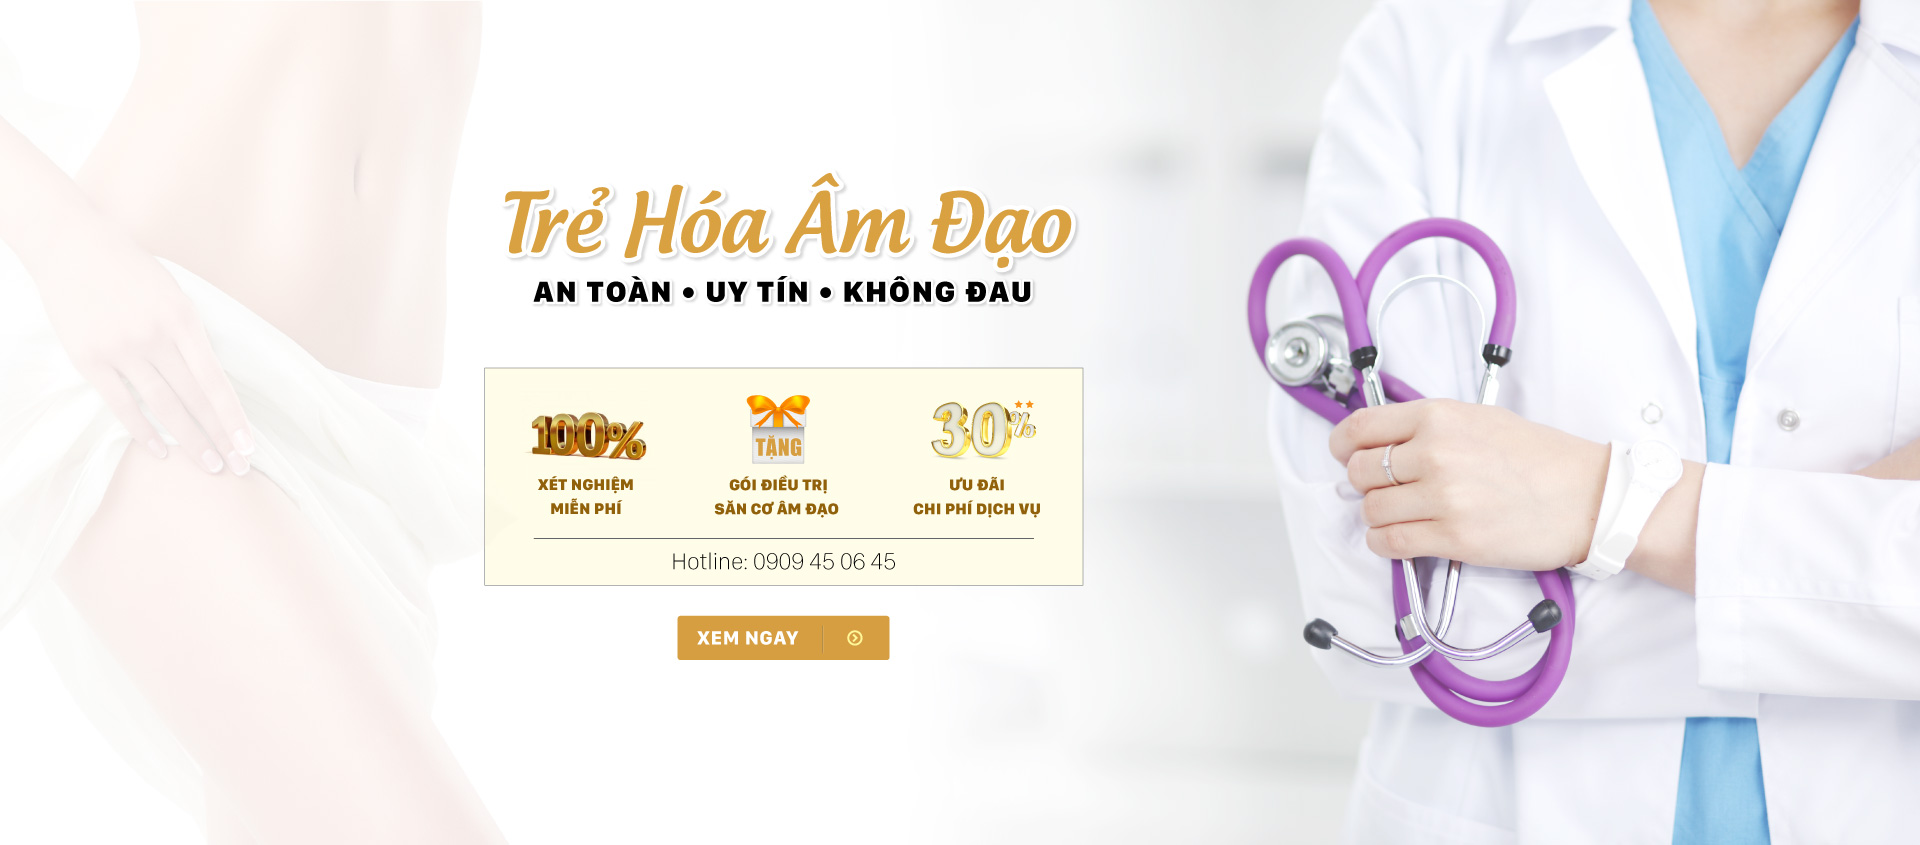 Trẻ Hóa Âm Đạo
AN TOÀN • UY TÍN • KHÔNG ĐAU
100%
XÉT NGHIỆM
MIỄN PHÍ
TẶNG
GÓI ĐIỀU TRỊ
SĂN CƠ ÂM ĐẠO
30%
ƯU ĐÃI
CHI PHÍ DỊCH VỤ
Hotline: 0909 45 06 45
XEM NGAY